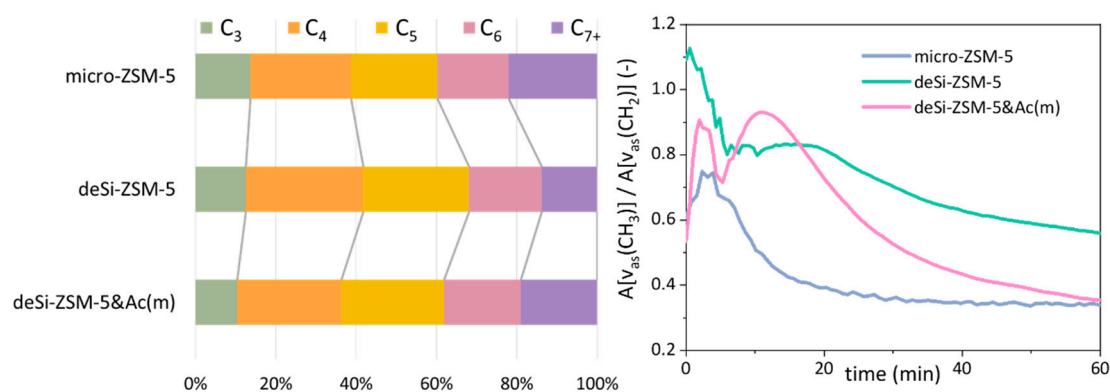 C₃ C₄ C₅ C₆ C₇₊
micro-ZSM-5
deSi-ZSM-5
deSi-ZSM-5&Ac(m)
0% 20% 40% 60% 80% 100%
A[νas(CH₃)] / A[νas(CH₂)] (-)
1.2
1.0
0.8
0.6
0.4
0.2
micro-ZSM-5
deSi-ZSM-5
deSi-ZSM-5&Ac(m)
0 20 40 60
time (min)